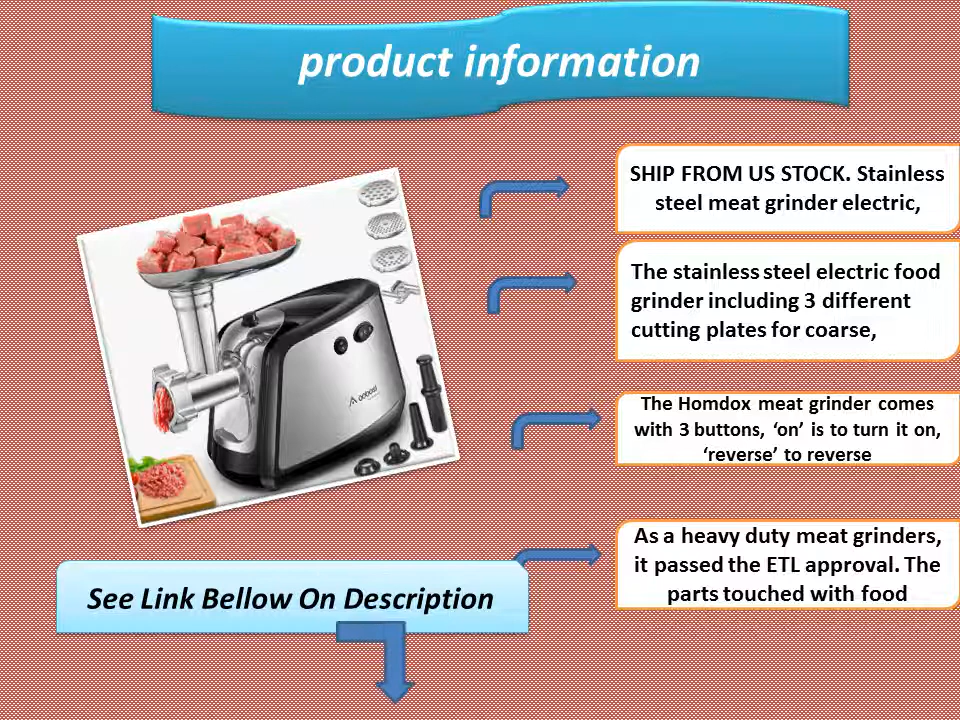 product information
SHIP FROM US STOCK. Stainless
steel meat grinder electric,
The stainless steel electric food
grinder including 3 different
cutting plates for coarse,
The Homdox meat grinder comes
with 3 buttons, ‘on’ is to turn it on,
‘reverse’ to reverse
As a heavy duty meat grinders,
it passed the ETL approval. The
parts touched with food
See Link Bellow On Description